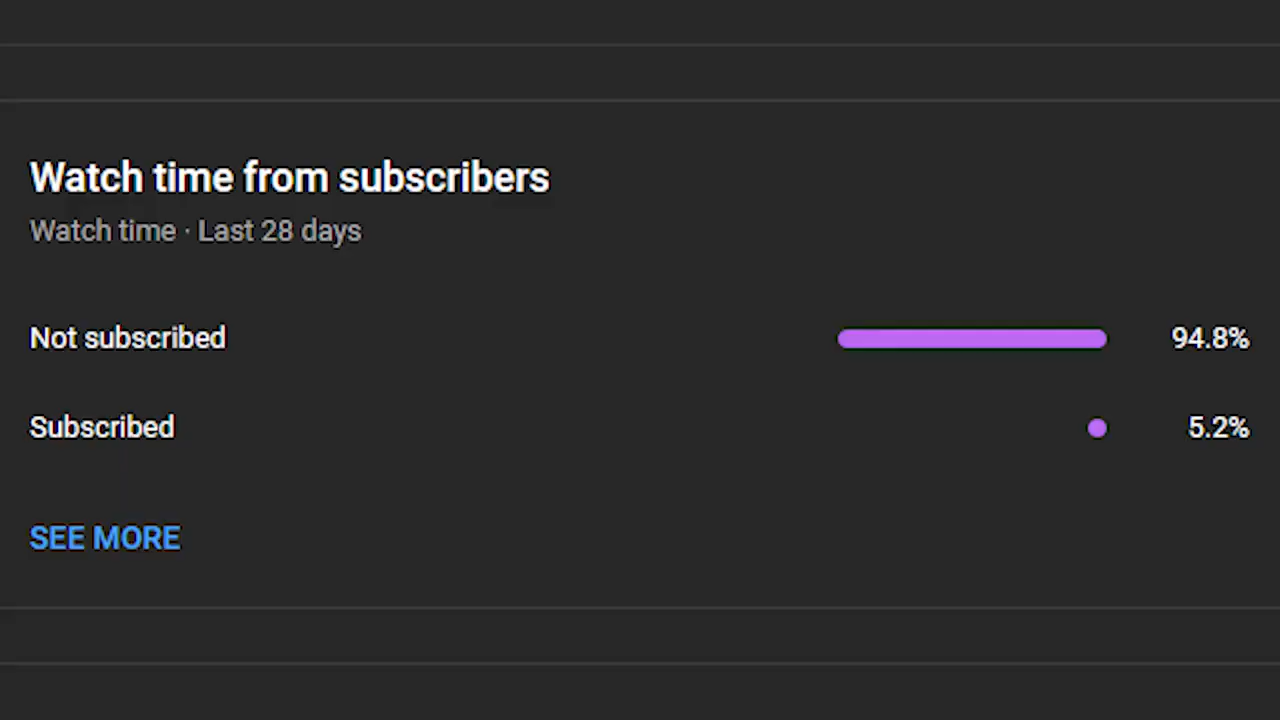 Watch time from subscribers
Watch time · Last 28 days
Not subscribed 94.8%
Subscribed 5.2%
SEE MORE